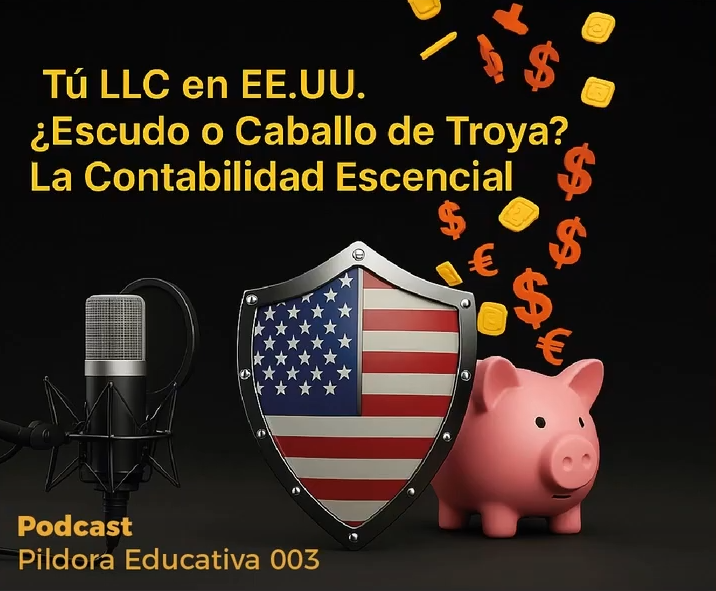 Tú LLC en EE.UU.
¿Escudo o Caballo de Troya?
La Contabilidad Escencial
Podcast
Pildora Educativa 003